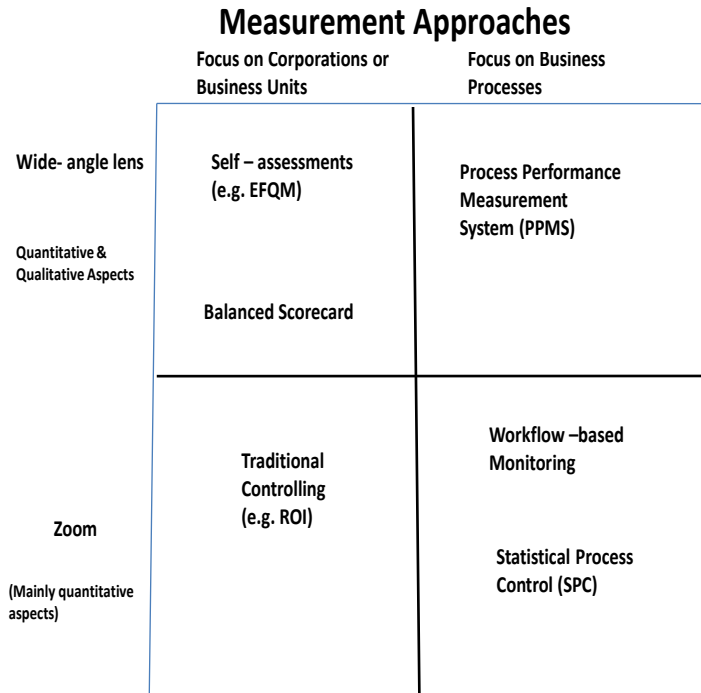 Measurement Approaches
Focus on Corporations or
Business Units
Focus on Business
Processes
Wide- angle lens
Quantitative &
Qualitative Aspects
Self – assessments
(e.g. EFQM)
Balanced Scorecard
Process Performance
Measurement
System (PPMS)
Zoom
(Mainly quantitative
aspects)
Traditional
Controlling
(e.g. ROI)
Workflow –based
Monitoring
Statistical Process
Control (SPC)